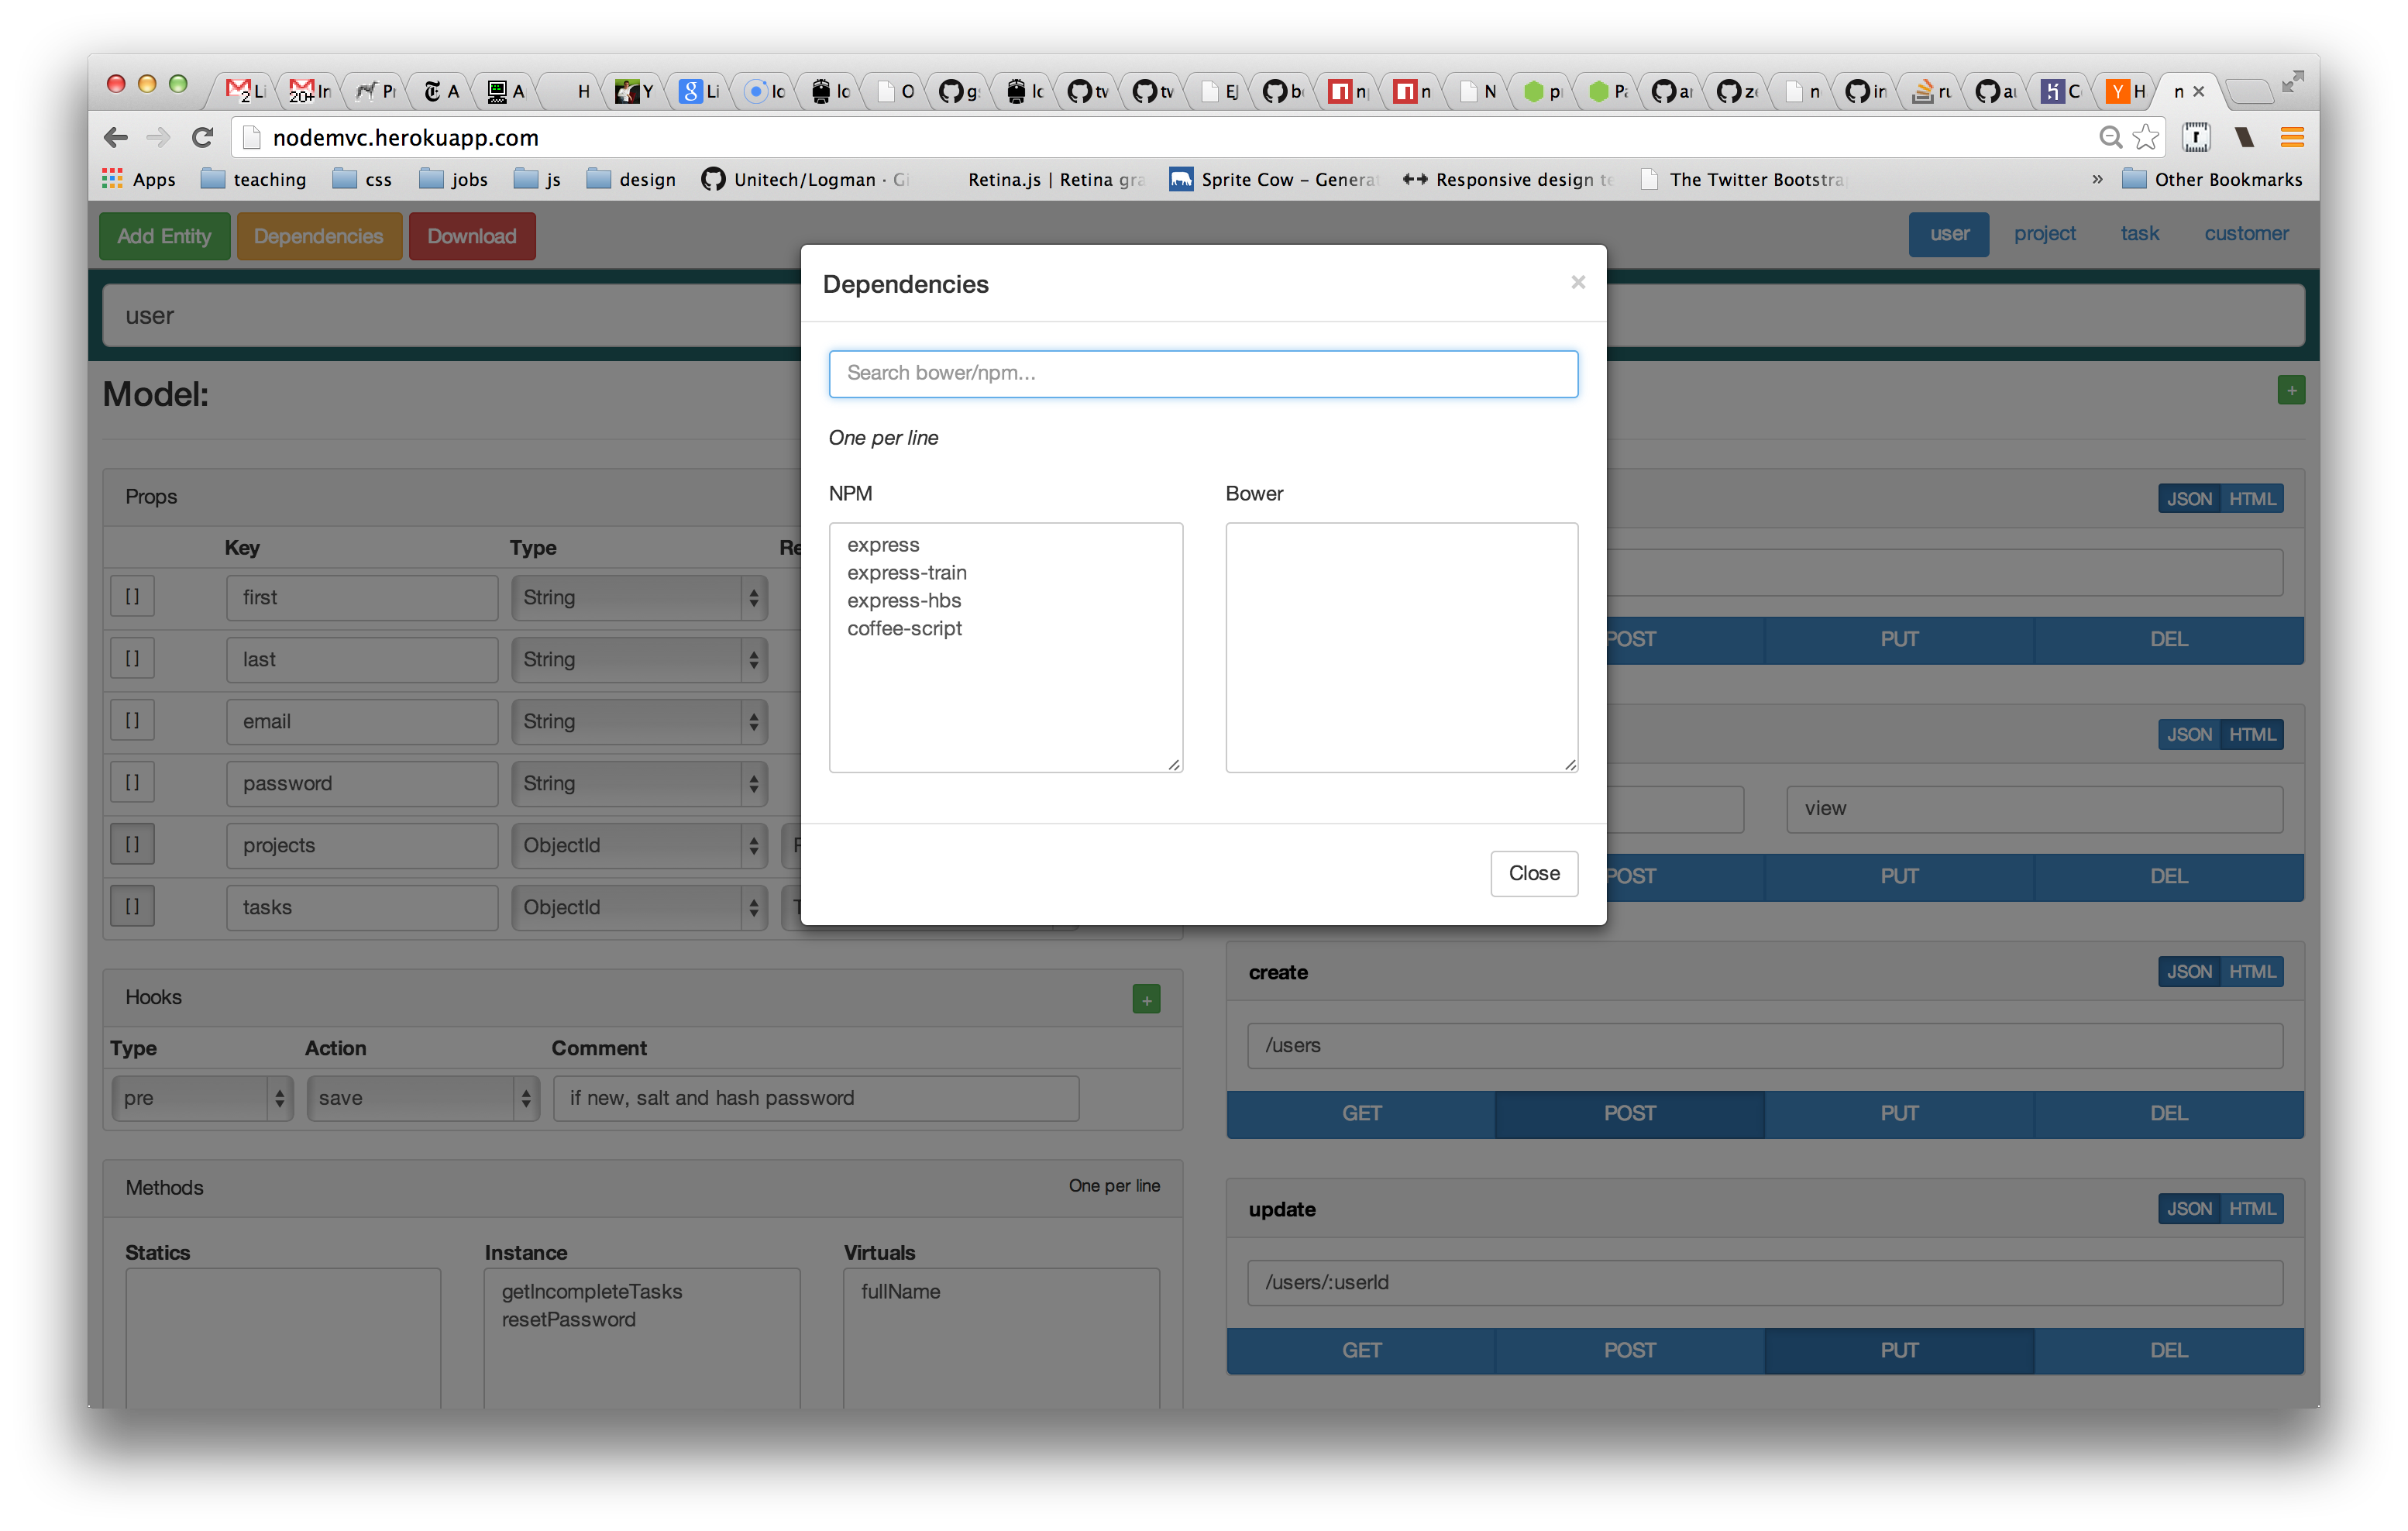 nodemvc.herokuapp.com
Apps teaching css jobs js design Unitech/Logman · Gi Retina.js | Retina gra Sprite Cow – Generat Responsive design te The Twitter Bootstra » Other Bookmarks
Add Entity Dependencies Download user project task customer
user
Model:
+
Dependencies ×
Search bower/npm...
One per line
NPM Bower
express
express-train
express-hbs
coffee-script
Close
Props
Key Type Re
[] first String
[] last String
[] email String
[] password String
[] projects ObjectId
[] tasks ObjectId
Hooks +
Type Action Comment
pre save if new, salt and hash password
Methods One per line
Statics Instance Virtuals
getIncompleteTasks
resetPassword
fullName
JSON HTML
POST PUT DEL
JSON HTML
view
POST PUT DEL
create JSON HTML
/users
GET POST PUT DEL
update JSON HTML
/users/:userId
GET POST PUT DEL